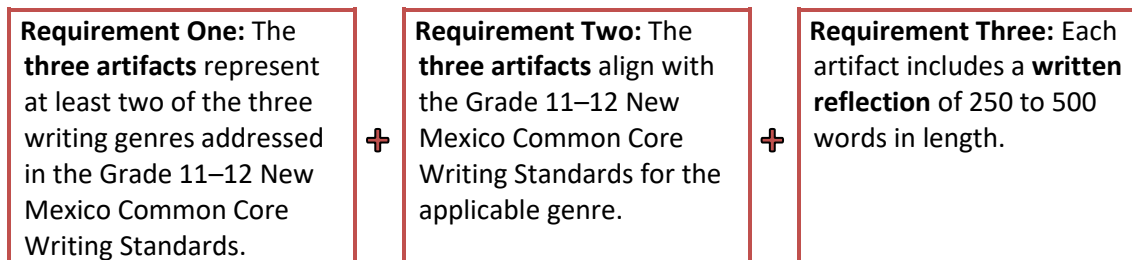 Requirement One: The
three artifacts represent
at least two of the three
writing genres addressed
in the Grade 11–12 New
Mexico Common Core
Writing Standards.
Requirement Two: The
three artifacts align with
the Grade 11–12 New
Mexico Common Core
Writing Standards for the
applicable genre.
Requirement Three: Each
artifact includes a written
reflection of 250 to 500
words in length.